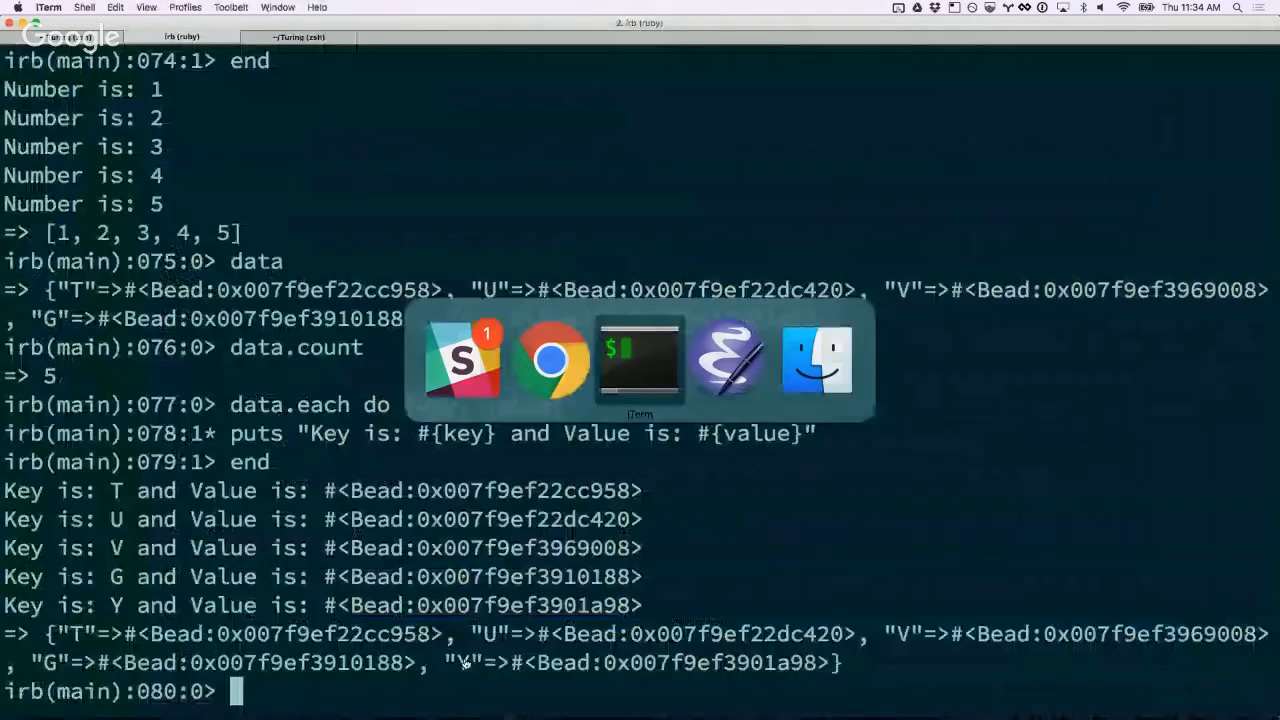 iTerm Shell Edit View Profiles Toolbelt Window Help Thu 11:34 AM
2. irb (ruby)
Google
irb (ruby) ~/Turing (zsh)
irb(main):074:1> end
Number is: 1
Number is: 2
Number is: 3
Number is: 4
Number is: 5
=> [1, 2, 3, 4, 5]
irb(main):075:0> data
=> {"T"=>#<Bead:0x007f9ef22cc958>, "U"=>#<Bead:0x007f9ef22dc420>, "V"=>#<Bead:0x007f9ef3969008>
, "G"=>#<Bead:0x007f9ef3910188
irb(main):076:0> data.count
=> 5
irb(main):077:0> data.each do
irb(main):078:1* puts "Key is: #{key} and Value is: #{value}"
irb(main):079:1> end
Key is: T and Value is: #<Bead:0x007f9ef22cc958>
Key is: U and Value is: #<Bead:0x007f9ef22dc420>
Key is: V and Value is: #<Bead:0x007f9ef3969008>
Key is: G and Value is: #<Bead:0x007f9ef3910188>
Key is: Y and Value is: #<Bead:0x007f9ef3901a98>
=> {"T"=>#<Bead:0x007f9ef22cc958>, "U"=>#<Bead:0x007f9ef22dc420>, "V"=>#<Bead:0x007f9ef3969008>
, "G"=>#<Bead:0x007f9ef3910188>, "Y"=>#<Bead:0x007f9ef3901a98>}
irb(main):080:0>
S 1
$
iTerm